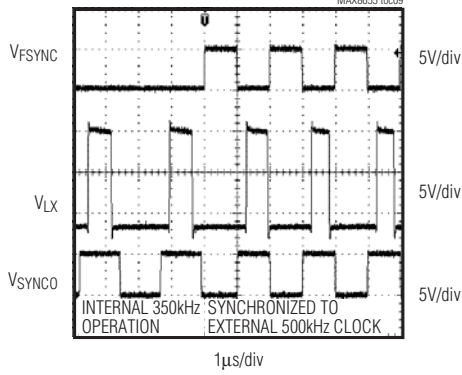 MAX8655 toc09
VFSYNC
5V/div
VLX
5V/div
VSYNCO
5V/div
INTERNAL 350kHz OPERATION
SYNCHRONIZED TO EXTERNAL 500kHz CLOCK
1µs/div